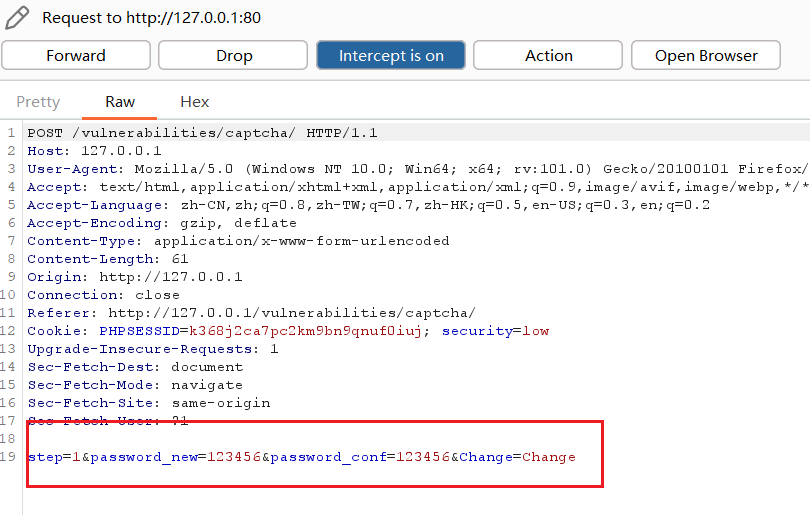 Request to http://127.0.0.1:80
Forward Drop Intercept is on Action Open Browser
Pretty Raw Hex
1 POST /vulnerabilities/captcha/ HTTP/1.1
2 Host: 127.0.0.1
3 User-Agent: Mozilla/5.0 (Windows NT 10.0; Win64; x64; rv:101.0) Gecko/20100101 Firefox/
4 Accept: text/html,application/xhtml+xml,application/xml;q=0.9,image/avif,image/webp,*/*
5 Accept-Language: zh-CN,zh;q=0.8,zh-TW;q=0.7,zh-HK;q=0.5,en-US;q=0.3,en;q=0.2
6 Accept-Encoding: gzip, deflate
7 Content-Type: application/x-www-form-urlencoded
8 Content-Length: 61
9 Origin: http://127.0.0.1
10 Connection: close
11 Referer: http://127.0.0.1/vulnerabilities/captcha/
12 Cookie: PHPSESSID=k368j2ca7pc2km9bn9qnuf0iuj; security=low
13 Upgrade-Insecure-Requests: 1
14 Sec-Fetch-Dest: document
15 Sec-Fetch-Mode: navigate
16 Sec-Fetch-Site: same-origin
17 Sec-Fetch-User: ?1
18
19 step=1&password_new=123456&password_conf=123456&Change=Change